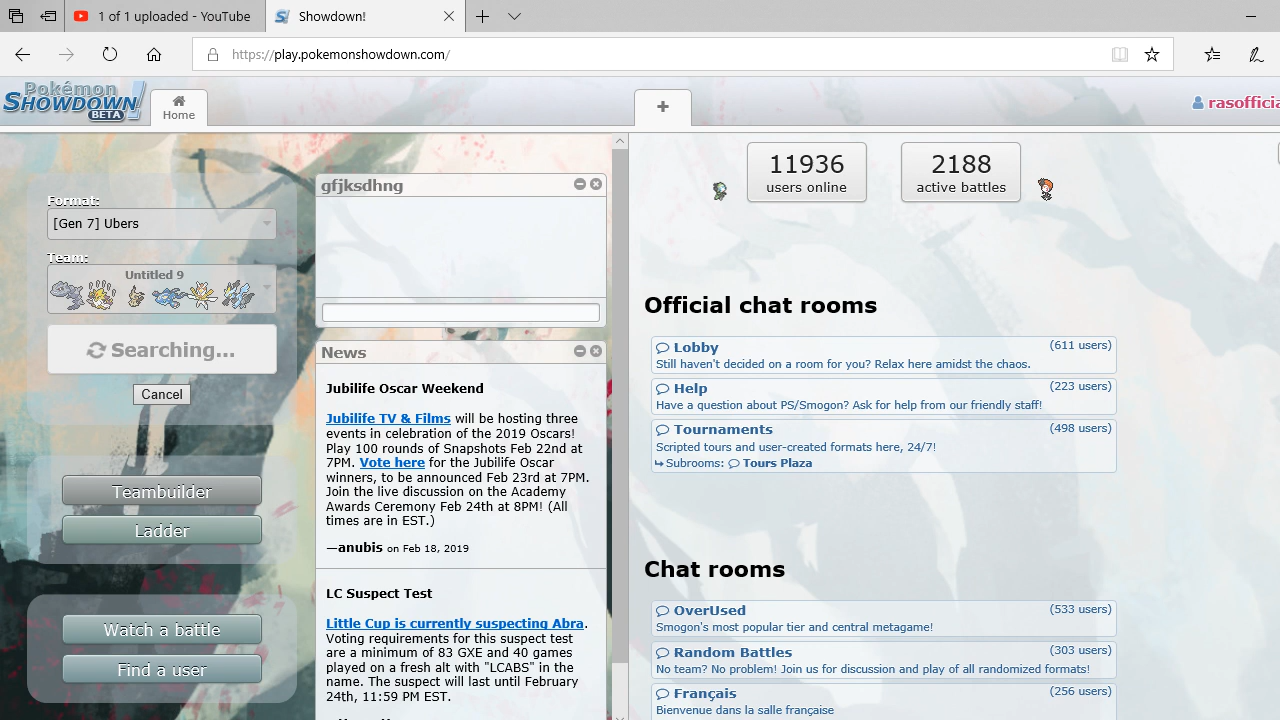 1 of 1 uploaded - YouTube
Showdown!
https://play.pokemonshowdown.com/
Pokémon
SHOWDOWN!
BETA
Home
rasofficia
Format:
[Gen 7] Ubers
Team:
Untitled 9
Searching...
Cancel
Teambuilder
Ladder
Watch a battle
Find a user
gfjksdhng
News
Jubilife Oscar Weekend
Jubilife TV & Films will be hosting three
events in celebration of the 2019 Oscars!
Play 100 rounds of Snapshots Feb 22nd at
7PM. Vote here for the Jubilife Oscar
winners, to be announced Feb 23rd at 7PM.
Join the live discussion on the Academy
Awards Ceremony Feb 24th at 8PM! (All
times are in EST.)
—anubis on Feb 18, 2019
LC Suspect Test
Little Cup is currently suspecting Abra.
Voting requirements for this suspect test
are a minimum of 83 GXE and 40 games
played on a fresh alt with "LCABS" in the
name. The suspect will last until February
24th, 11:59 PM EST.
11936
users online
2188
active battles
Official chat rooms
Lobby (611 users)
Still haven't decided on a room for you? Relax here amidst the chaos.
Help (223 users)
Have a question about PS/Smogon? Ask for help from our friendly staff!
Tournaments (498 users)
Scripted tours and user-created formats here, 24/7!
Subrooms: Tours Plaza
Chat rooms
OverUsed (533 users)
Smogon's most popular tier and central metagame!
Random Battles (303 users)
No team? No problem! Join us for discussion and play of all randomized formats!
Français (256 users)
Bienvenue dans la salle française